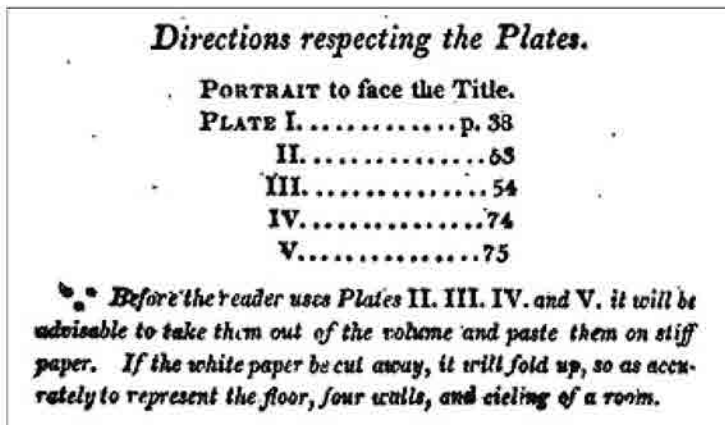 Directions respecting the Plates.
PORTRAIT to face the Title.
PLATE I.............p. 38
II...............53
III...............54
IV...............74
V...............75
Before the reader uses Plates II. III. IV. and V. it will be
advisable to take them out of the volume and paste them on stiff
paper. If the white paper be cut away, it will fold up, so as accu-
rately to represent the floor, four walls, and cieling of a room.